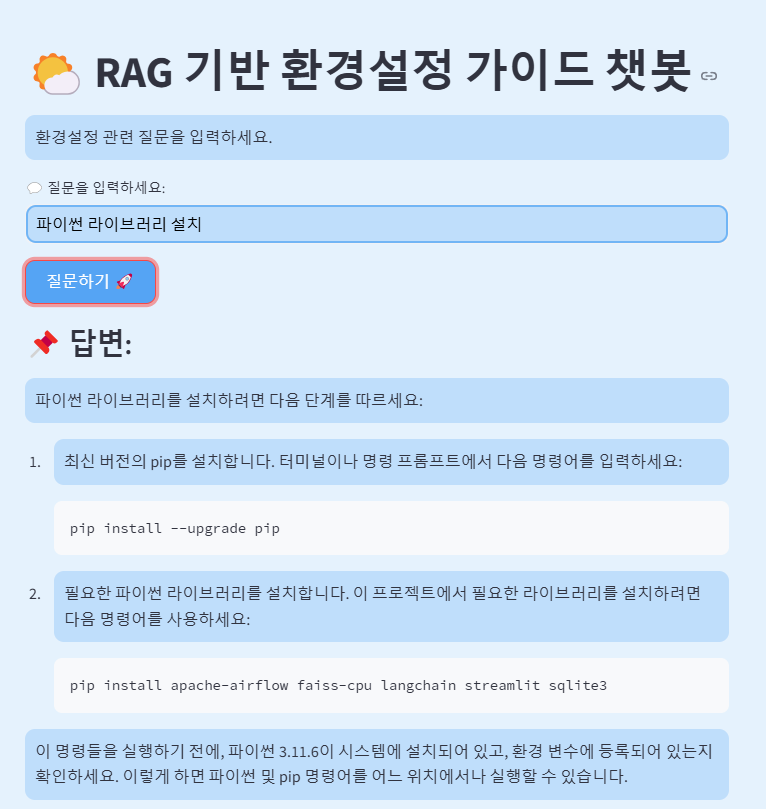 RAG 기반 환경설정 가이드 챗봇
환경설정 관련 질문을 입력하세요.
질문을 입력하세요:
파이썬 라이브러리 설치
질문하기
답변:
파이썬 라이브러리를 설치하려면 다음 단계를 따르세요:
1. 최신 버전의 pip를 설치합니다. 터미널이나 명령 프롬프트에서 다음 명령어를 입력하세요:
pip install --upgrade pip
2. 필요한 파이썬 라이브러리를 설치합니다. 이 프로젝트에서 필요한 라이브러리를 설치하려면
다음 명령어를 사용하세요:
pip install apache-airflow faiss-cpu langchain streamlit sqlite3
이 명령들을 실행하기 전에, 파이썬 3.11.6이 시스템에 설치되어 있고, 환경 변수에 등록되어 있는지
확인하세요. 이렇게 하면 파이썬 및 pip 명령어를 어느 위치에서나 실행할 수 있습니다.